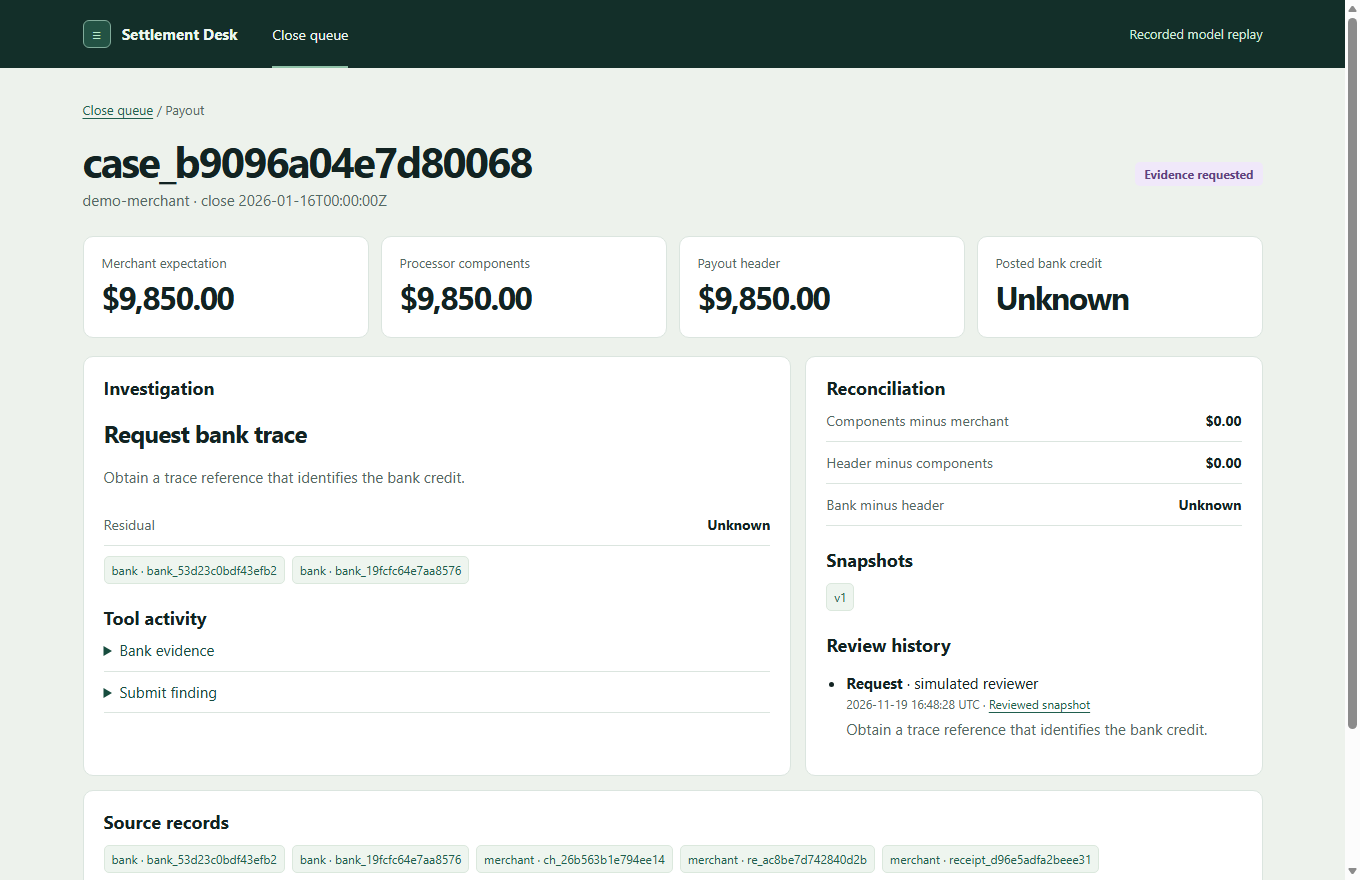 Settlement Desk
Close queue
Recorded model replay
Close queue / Payout
case_b9096a04e7d80068
Evidence requested
demo-merchant · close 2026-01-16T00:00:00Z
Merchant expectation
$9,850.00
Processor components
$9,850.00
Payout header
$9,850.00
Posted bank credit
Unknown
Investigation
Request bank trace
Obtain a trace reference that identifies the bank credit.
Residual Unknown
bank · bank_53d23c0bdf43efb2
bank · bank_19fcfc64e7aa8576
Tool activity
Bank evidence
Submit finding
Reconciliation
Components minus merchant $0.00
Header minus components $0.00
Bank minus header Unknown
Snapshots
v1
Review history
Request · simulated reviewer
2026-11-19 16:48:28 UTC · Reviewed snapshot
Obtain a trace reference that identifies the bank credit.
Source records
bank · bank_53d23c0bdf43efb2
bank · bank_19fcfc64e7aa8576
merchant · ch_26b563b1e794ee14
merchant · re_ac8be7d742840d2b
merchant · receipt_d96e5adfa2beee31